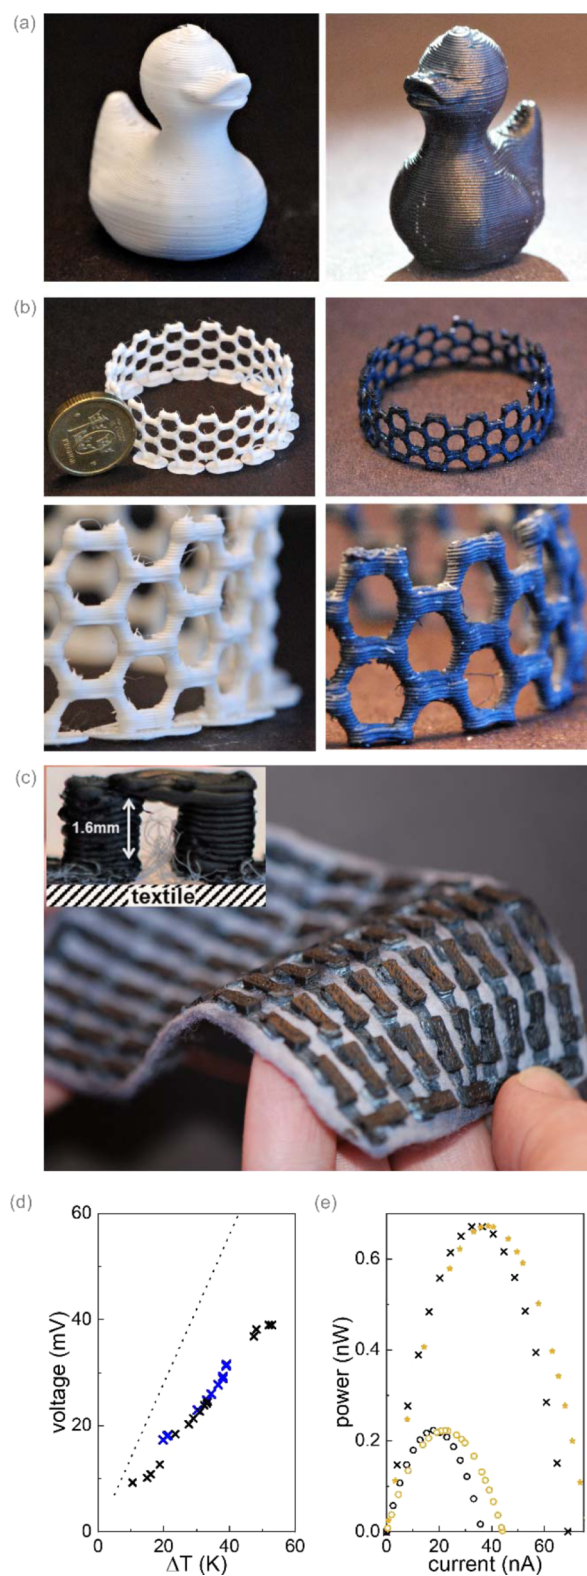 (a)
(b)
(c)
1.6mm
textile
(d)
(e)
60
40
20
0
voltage (mV)
0 20 40 60
ΔT (K)
0.6
0.4
0.2
0.0
power (nW)
0 20 40 60
current (nA)